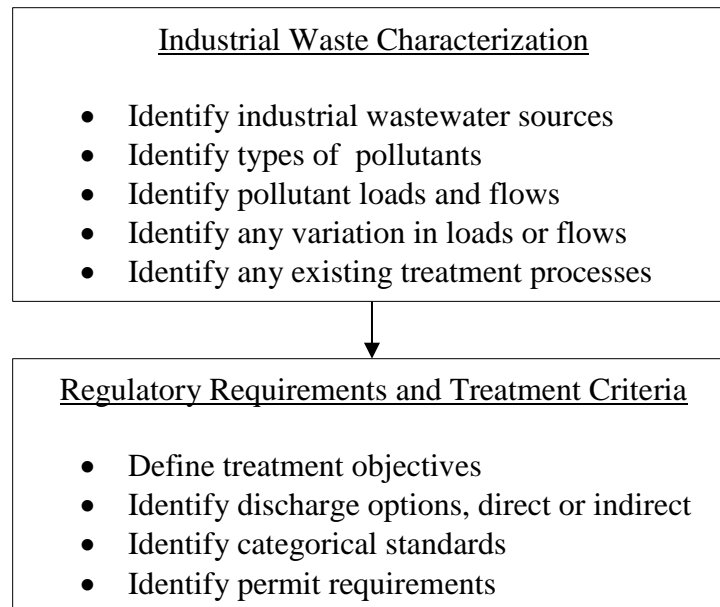 Industrial Waste Characterization
• Identify industrial wastewater sources
• Identify types of pollutants
• Identify pollutant loads and flows
• Identify any variation in loads or flows
• Identify any existing treatment processes
Regulatory Requirements and Treatment Criteria
• Define treatment objectives
• Identify discharge options, direct or indirect
• Identify categorical standards
• Identify permit requirements